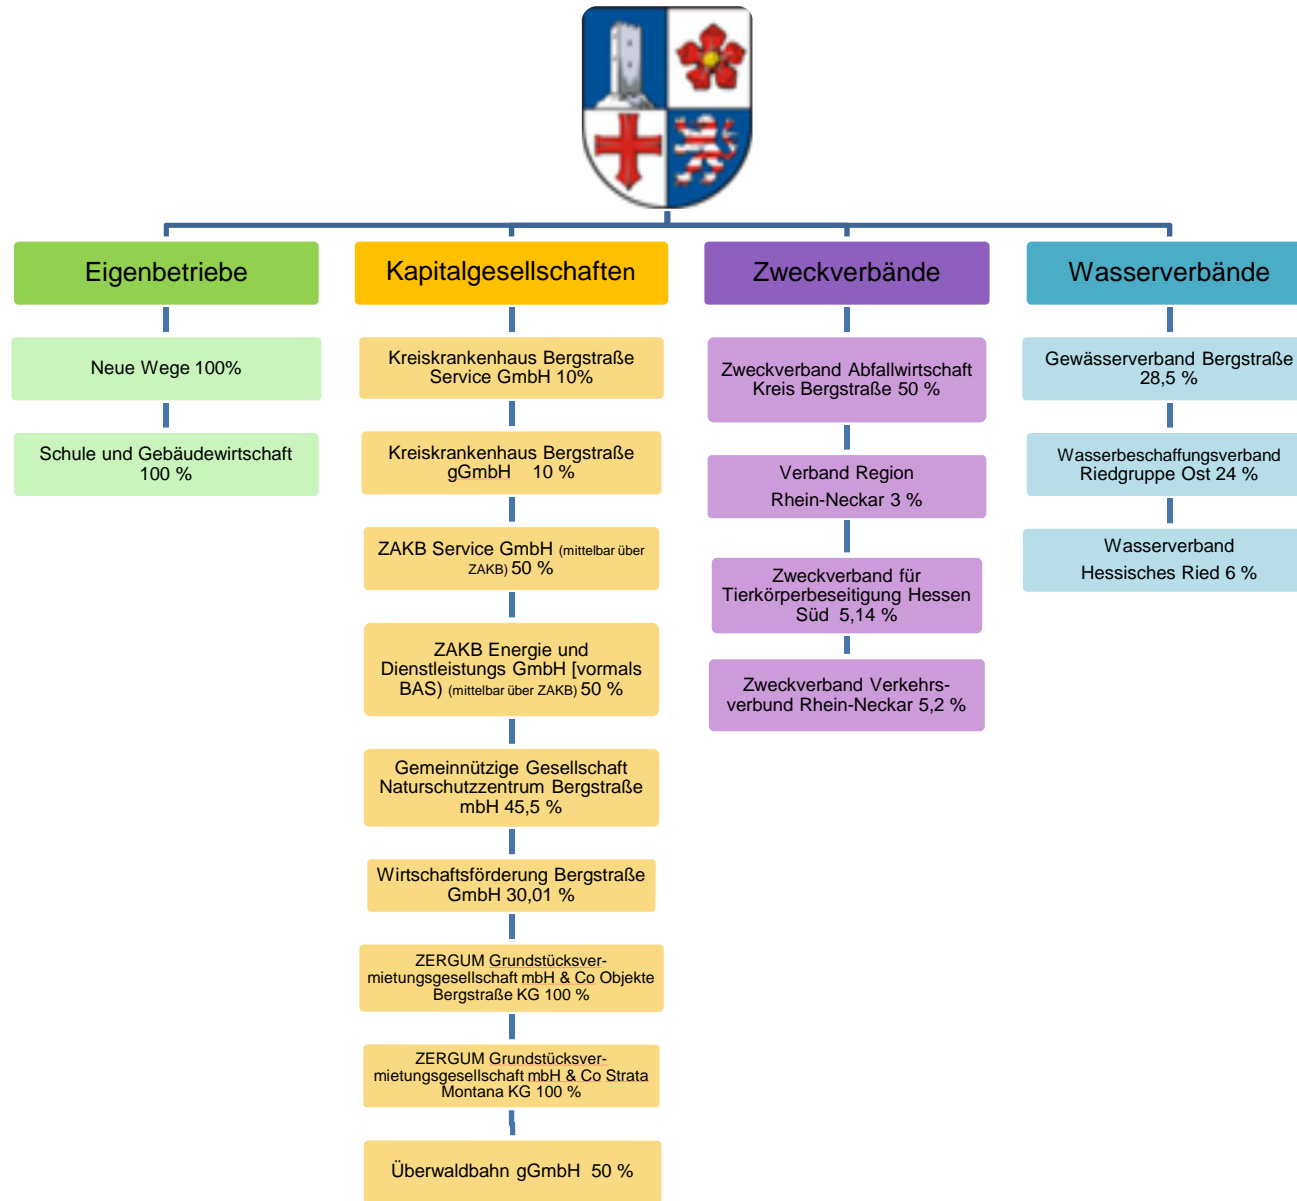 Eigenbetriebe
Neue Wege 100%
Schule und Gebäudewirtschaft
100 %
Kapitalgesellschaften
Kreiskrankenhaus Bergstraße
Service GmbH 10%
Kreiskrankenhaus Bergstraße
gGmbH 10 %
ZAKB Service GmbH (mittelbar über
ZAKB) 50 %
ZAKB Energie und
Dienstleistungs GmbH [vormals
BAS) (mittelbar über ZAKB) 50 %
Gemeinnützige Gesellschaft
Naturschutzzentrum Bergstraße
mbH 45,5 %
Wirtschaftsförderung Bergstraße
GmbH 30,01 %
ZERGUM Grundstücksver-
mietungsgesellschaft mbH & Co Objekte
Bergstraße KG 100 %
ZERGUM Grundstücksver-
mietungsgesellschaft mbH & Co Strata
Montana KG 100 %
Überwaldbahn gGmbH 50 %
Zweckverbände
Zweckverband Abfallwirtschaft
Kreis Bergstraße 50 %
Verband Region
Rhein-Neckar 3 %
Zweckverband für
Tierkörperbeseitigung Hessen
Süd 5,14 %
Zweckverband Verkehrs-
verbund Rhein-Neckar 5,2 %
Wasserverbände
Gewässerverband Bergstraße
28,5 %
Wasserbeschaffungsverband
Riedgruppe Ost 24 %
Wasserverband
Hessisches Ried 6 %